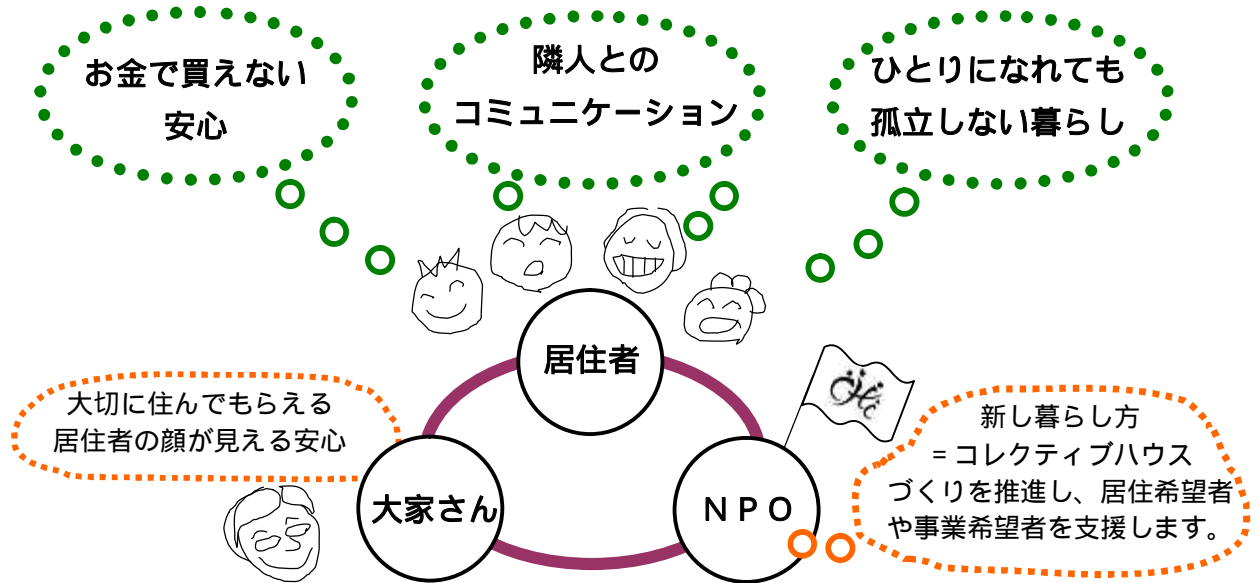 お金で買えない
安心
隣人との
コミュニケーション
ひとりになれても
孤立しない暮らし
居住者
大切に住んでもらえる
居住者の顔が見える安心
大家さん
ＮＰＯ
新し暮らし方
＝コレクティブハウス
づくりを推進し、居住希望者
や事業希望者を支援します。